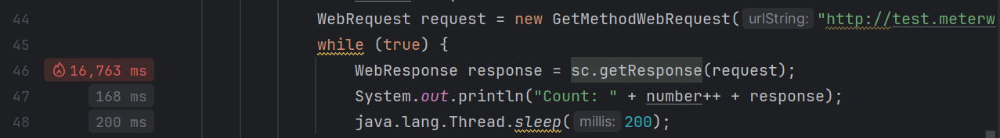 44 WebRequest request = new GetMethodWebRequest( urlString: "http://test.meterw
45 while (true) {
46 16,763 ms WebResponse response = sc.getResponse(request);
47 168 ms System.out.println("Count: " + number++ + response);
48 200 ms java.lang.Thread.sleep( millis: 200);